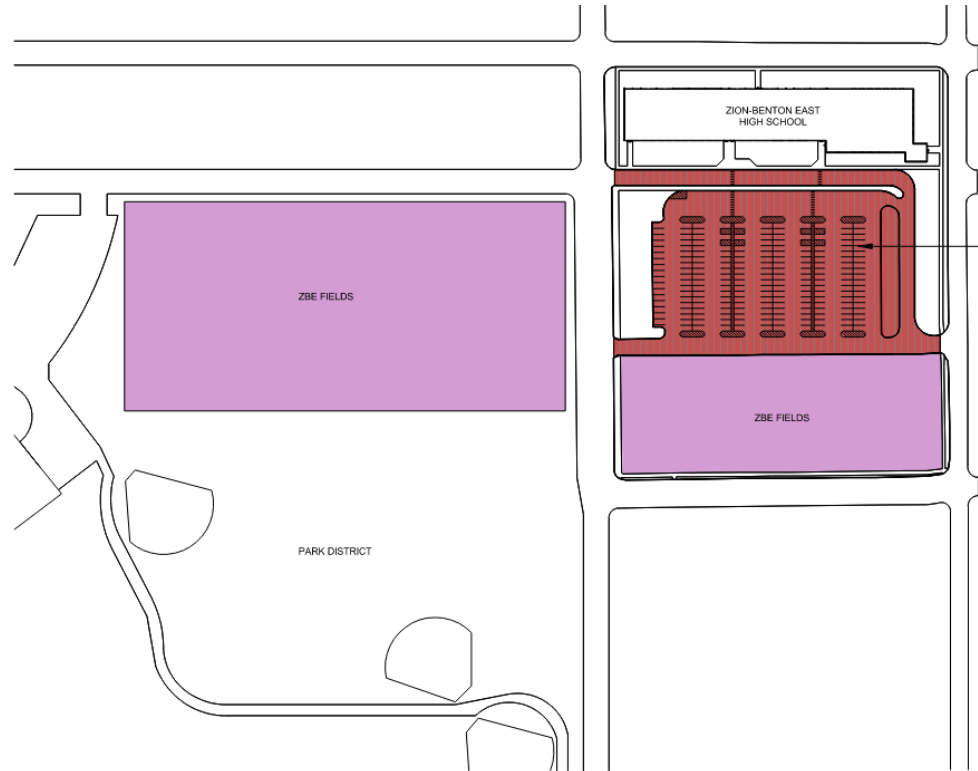 ZION-BENTON EAST
HIGH SCHOOL
ZBE FIELDS
ZBE FIELDS
PARK DISTRICT